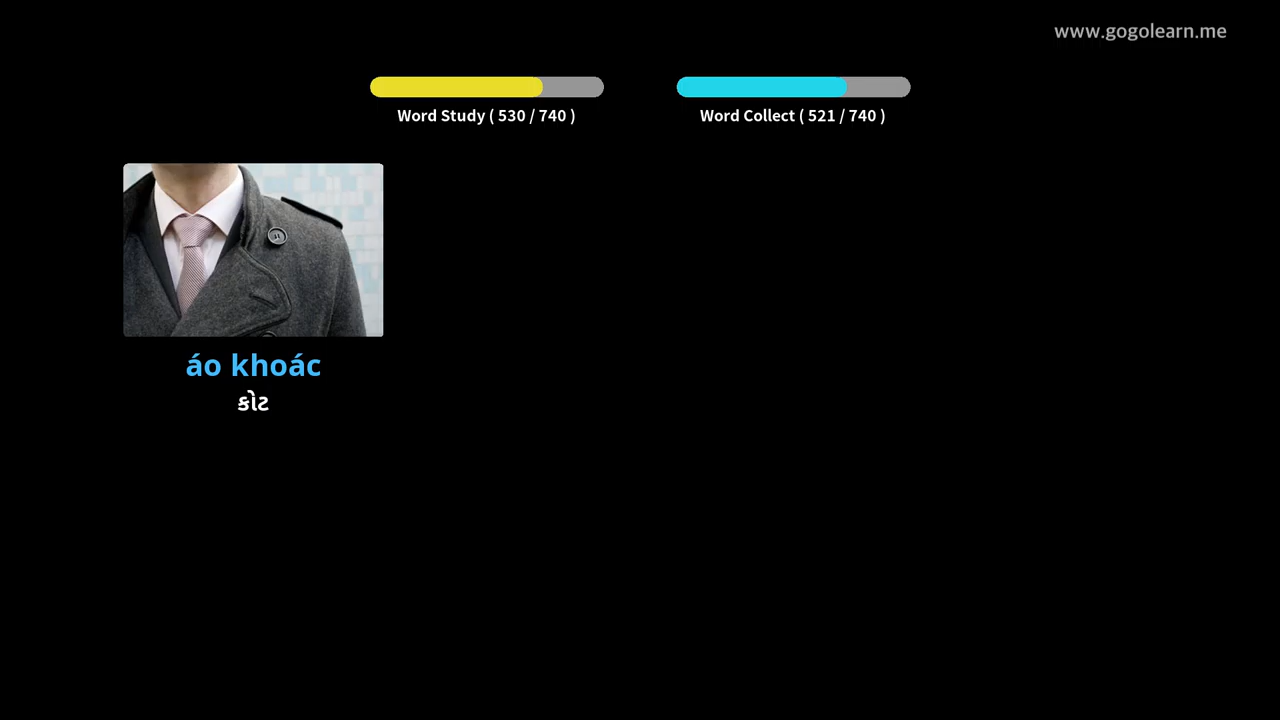 www.gogolearn.me
Word Study ( 530 / 740 )
Word Collect ( 521 / 740 )
áo khoác
કોટ